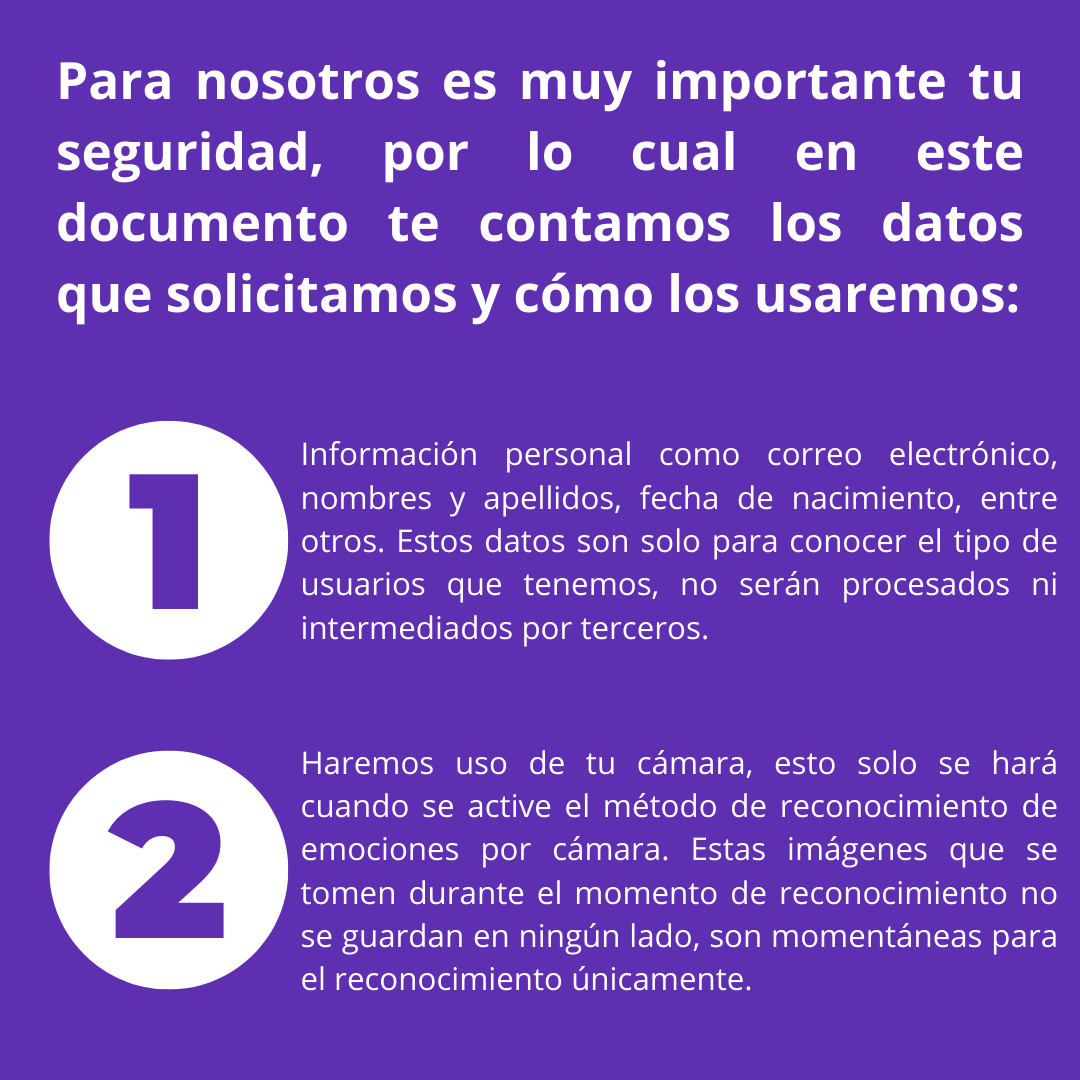 Para nosotros es muy importante tu
seguridad, por lo cual en este
documento te contamos los datos
que solicitamos y cómo los usaremos:
1
Información personal como correo electrónico,
nombres y apellidos, fecha de nacimiento, entre
otros. Estos datos son solo para conocer el tipo de
usuarios que tenemos, no serán procesados ni
intermediados por terceros.
2
Haremos uso de tu cámara, esto solo se hará
cuando se active el método de reconocimiento de
emociones por cámara. Estas imágenes que se
tomen durante el momento de reconocimiento no
se guardan en ningún lado, son momentáneas para
el reconocimiento únicamente.